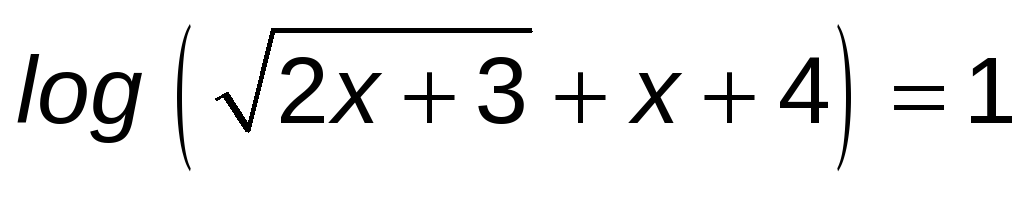 log ( √2x + 3 + x + 4 ) = 1